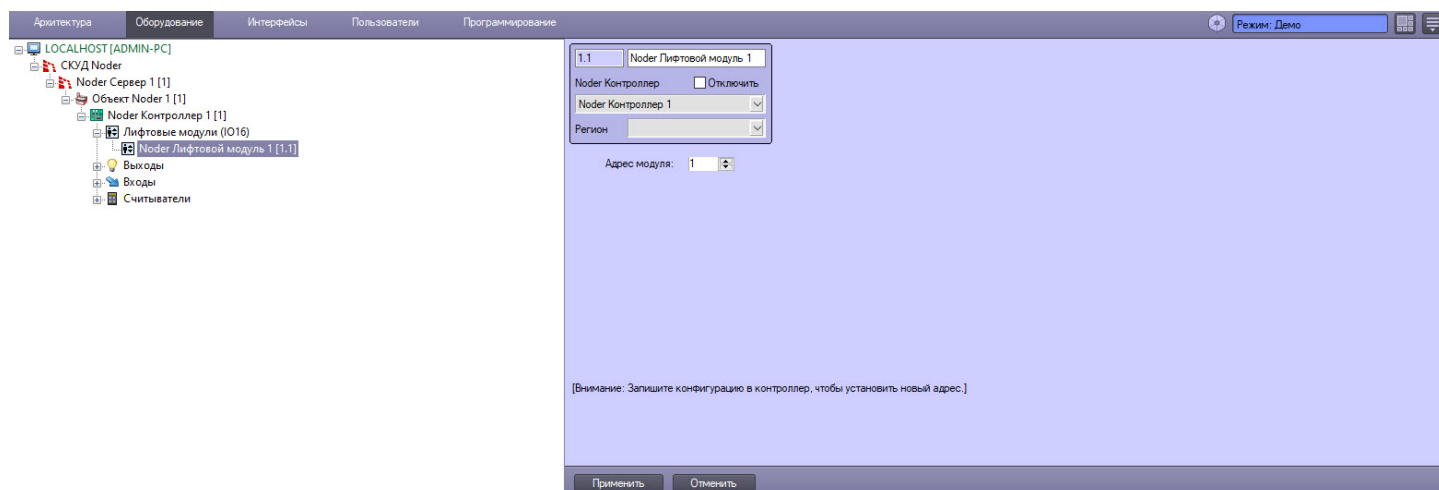 Архитектура Оборудование Интерфейсы Пользователи Программирование Режим: Демо
LOCALHOST [ADMIN-PC]
СКУД Noder
Noder Сервер 1 [1]
Объект Noder 1 [1]
Noder Контроллер 1 [1]
Лифтовые модули (IO16)
Noder Лифтовой модуль 1 [1.1]
Выходы
Входы
Считыватели
1.1 Noder Лифтовой модуль 1
Noder Контроллер Отключить
Noder Контроллер 1
Регион
Адрес модуля: 1
[Внимание: Запишите конфигурацию в контроллер, чтобы установить новый адрес.]
Применить Отменить